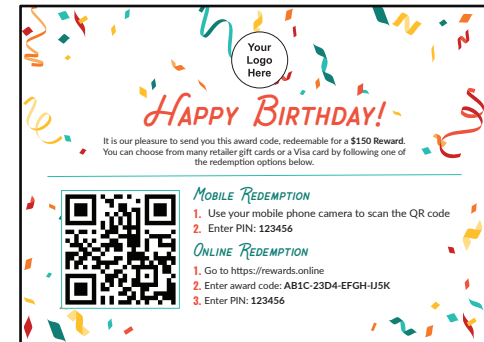 Your
Logo
Here
HAPPY BIRTHDAY!
It is our pleasure to send you this award code, redeemable for a $150 Reward.
You can choose from many retailer gift cards or a Visa card by following one of
the redemption options below.
MOBILE REDEMPTION
1. Use your mobile phone camera to scan the QR code
2. Enter PIN: 123456
ONLINE REDEMPTION
1. Go to https://rewards.online
2. Enter award code: AB1C-23D4-EFGH-IJ5K
3. Enter PIN: 123456